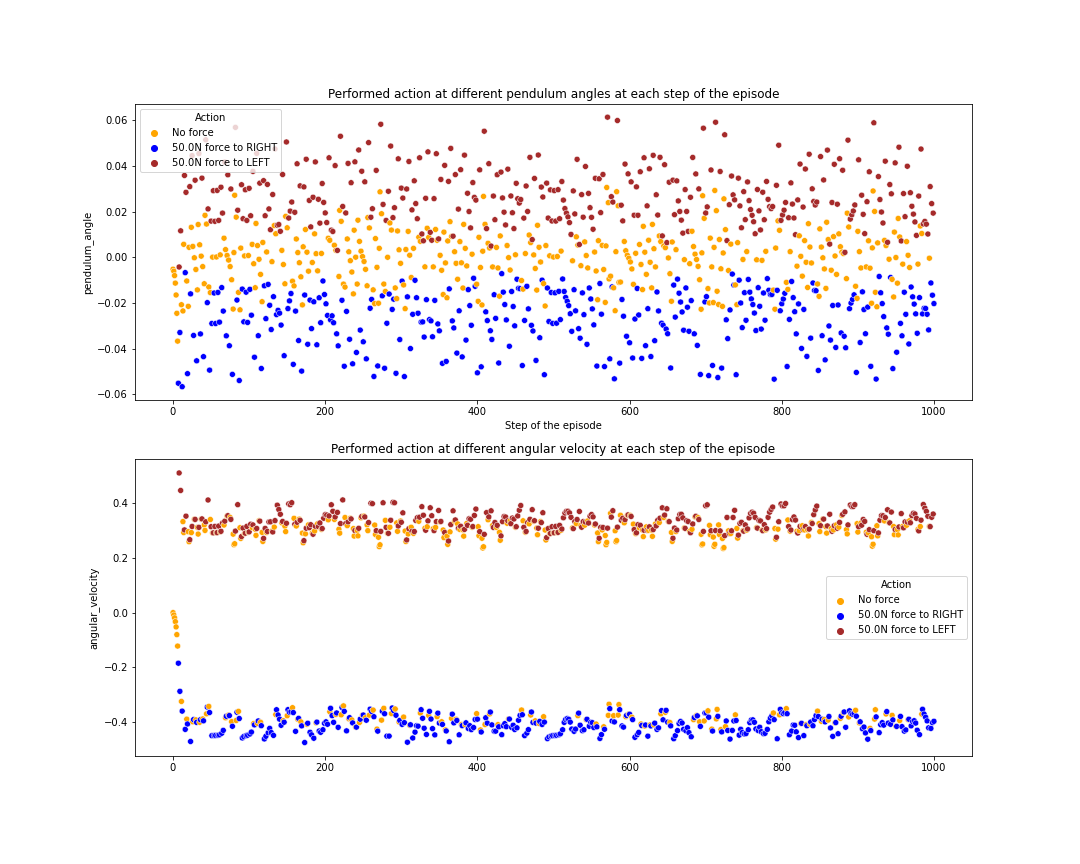 Performed action at different pendulum angles at each step of the episode
pendulum_angle
0.06
0.04
0.02
0.00
−0.02
−0.04
−0.06
Action
No force
50.0N force to RIGHT
50.0N force to LEFT
0
200
400
600
800
1000
Step of the episode
Performed action at different angular velocity at each step of the episode
angular_velocity
0.4
0.2
0.0
−0.2
−0.4
Action
No force
50.0N force to RIGHT
50.0N force to LEFT
0
200
400
600
800
1000